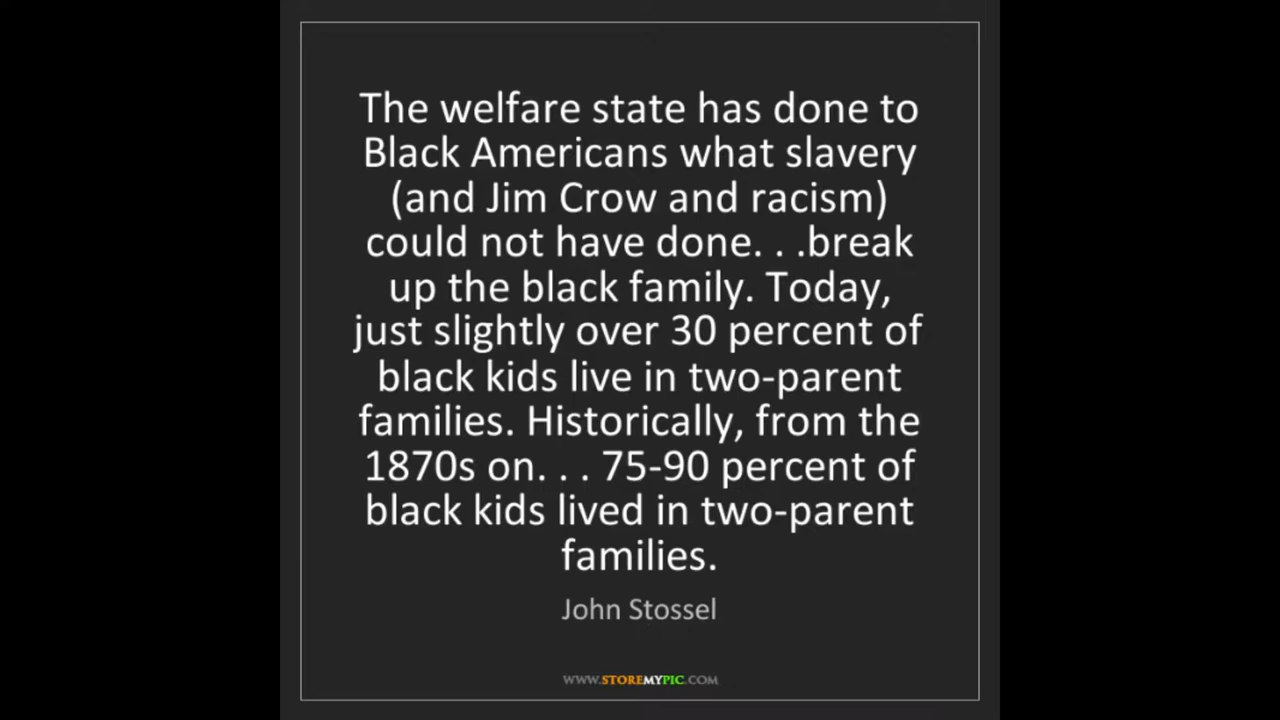 The welfare state has done to
Black Americans what slavery
(and Jim Crow and racism)
could not have done. . .break
up the black family. Today,
just slightly over 30 percent of
black kids live in two-parent
families. Historically, from the
1870s on. . . 75-90 percent of
black kids lived in two-parent
families.
John Stossel
WWW.STOREMYPIC.COM